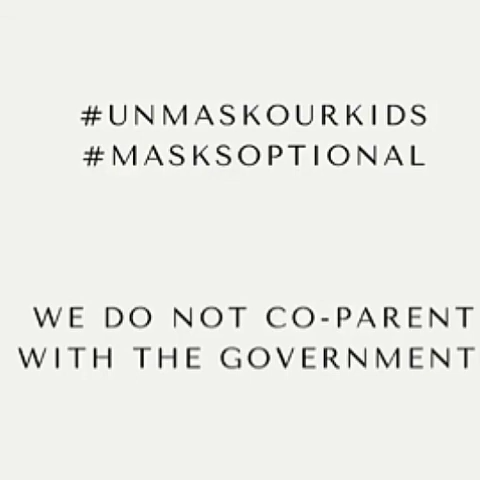 #UNMASKOURKIDS
#MASKSOPTIONAL
WE DO NOT CO-PARENT
WITH THE GOVERNMENT